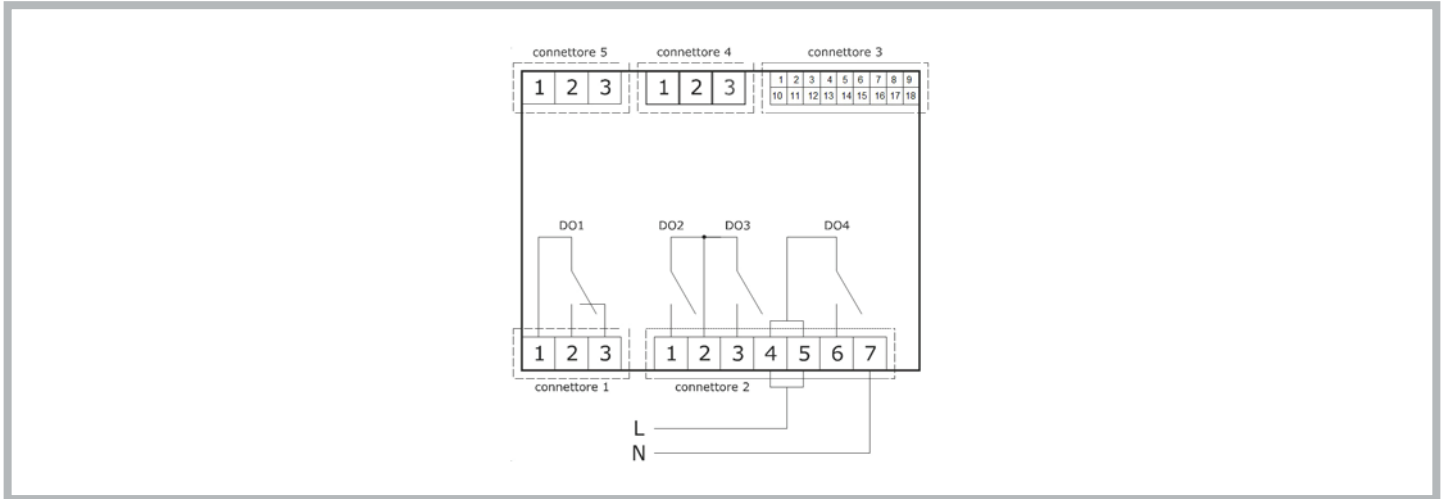 connettore 5 connettore 4 connettore 3
1 2 3 1 2 3 1 2 3 4 5 6 7 8 9
10 11 12 13 14 15 16 17 18
DO1 DO2 DO3 DO4
1 2 3 1 2 3 4 5 6 7
connettore 1 connettore 2
L
N